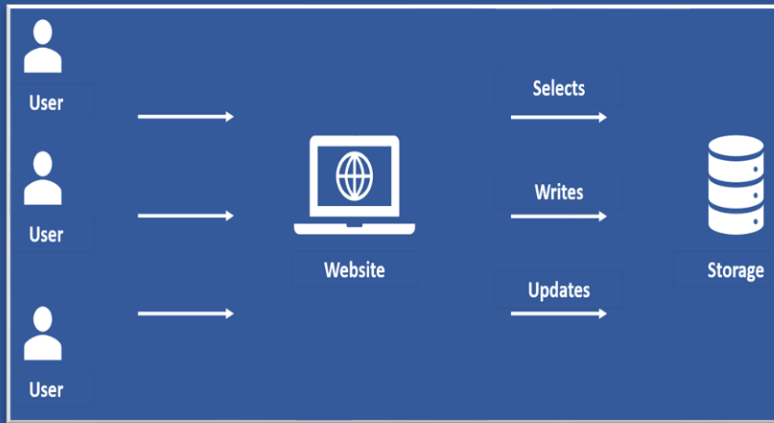 User
User
User
Website
Selects
Writes
Updates
Storage